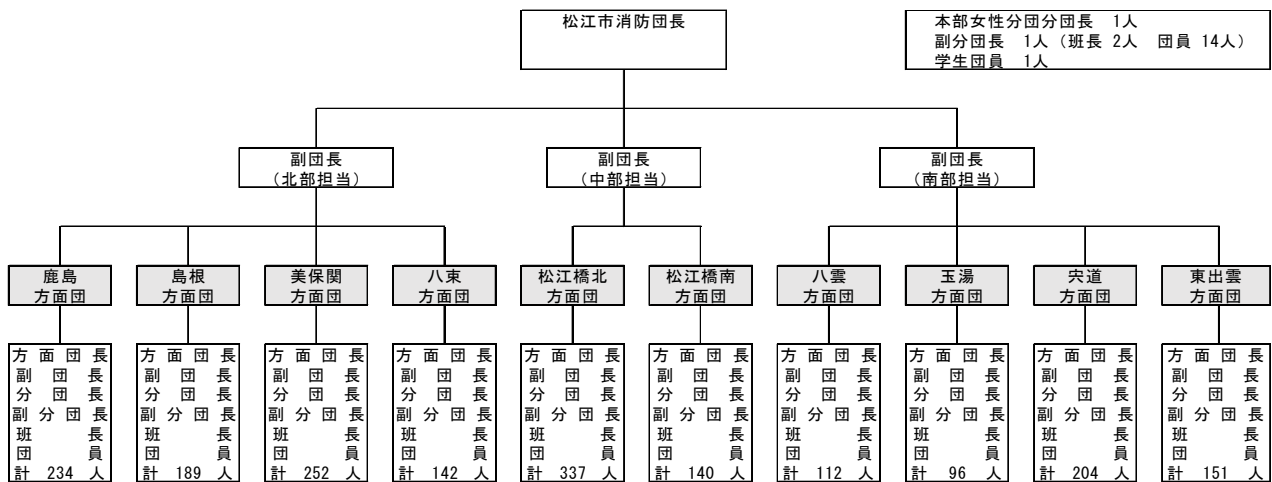 松江市消防団長
本部女性分団分団長 1人
副分団長 1人（班長 2人 団員 14人）
学生団員 1人
副団長
（北部担当）
副団長
（中部担当）
副団長
（南部担当）
鹿島
方面団
島根
方面団
美保関
方面団
八束
方面団
松江橋北
方面団
松江橋南
方面団
八雲
方面団
玉湯
方面団
宍道
方面団
東出雲
方面団
方面団長
副団長
分団長
副分団長
班長
団員
計 234 人
方面団長
副団長
分団長
副分団長
班長
団員
計 189 人
方面団長
副団長
分団長
副分団長
班長
団員
計 252 人
方面団長
副団長
分団長
副分団長
班長
団員
計 142 人
方面団長
副団長
分団長
副分団長
班長
団員
計 337 人
方面団長
副団長
分団長
副分団長
班長
団員
計 140 人
方面団長
副団長
分団長
副分団長
班長
団員
計 112 人
方面団長
副団長
分団長
副分団長
班長
団員
計 96 人
方面団長
副団長
分団長
副分団長
班長
団員
計 204 人
方面団長
副団長
分団長
副分団長
班長
団員
計 151 人